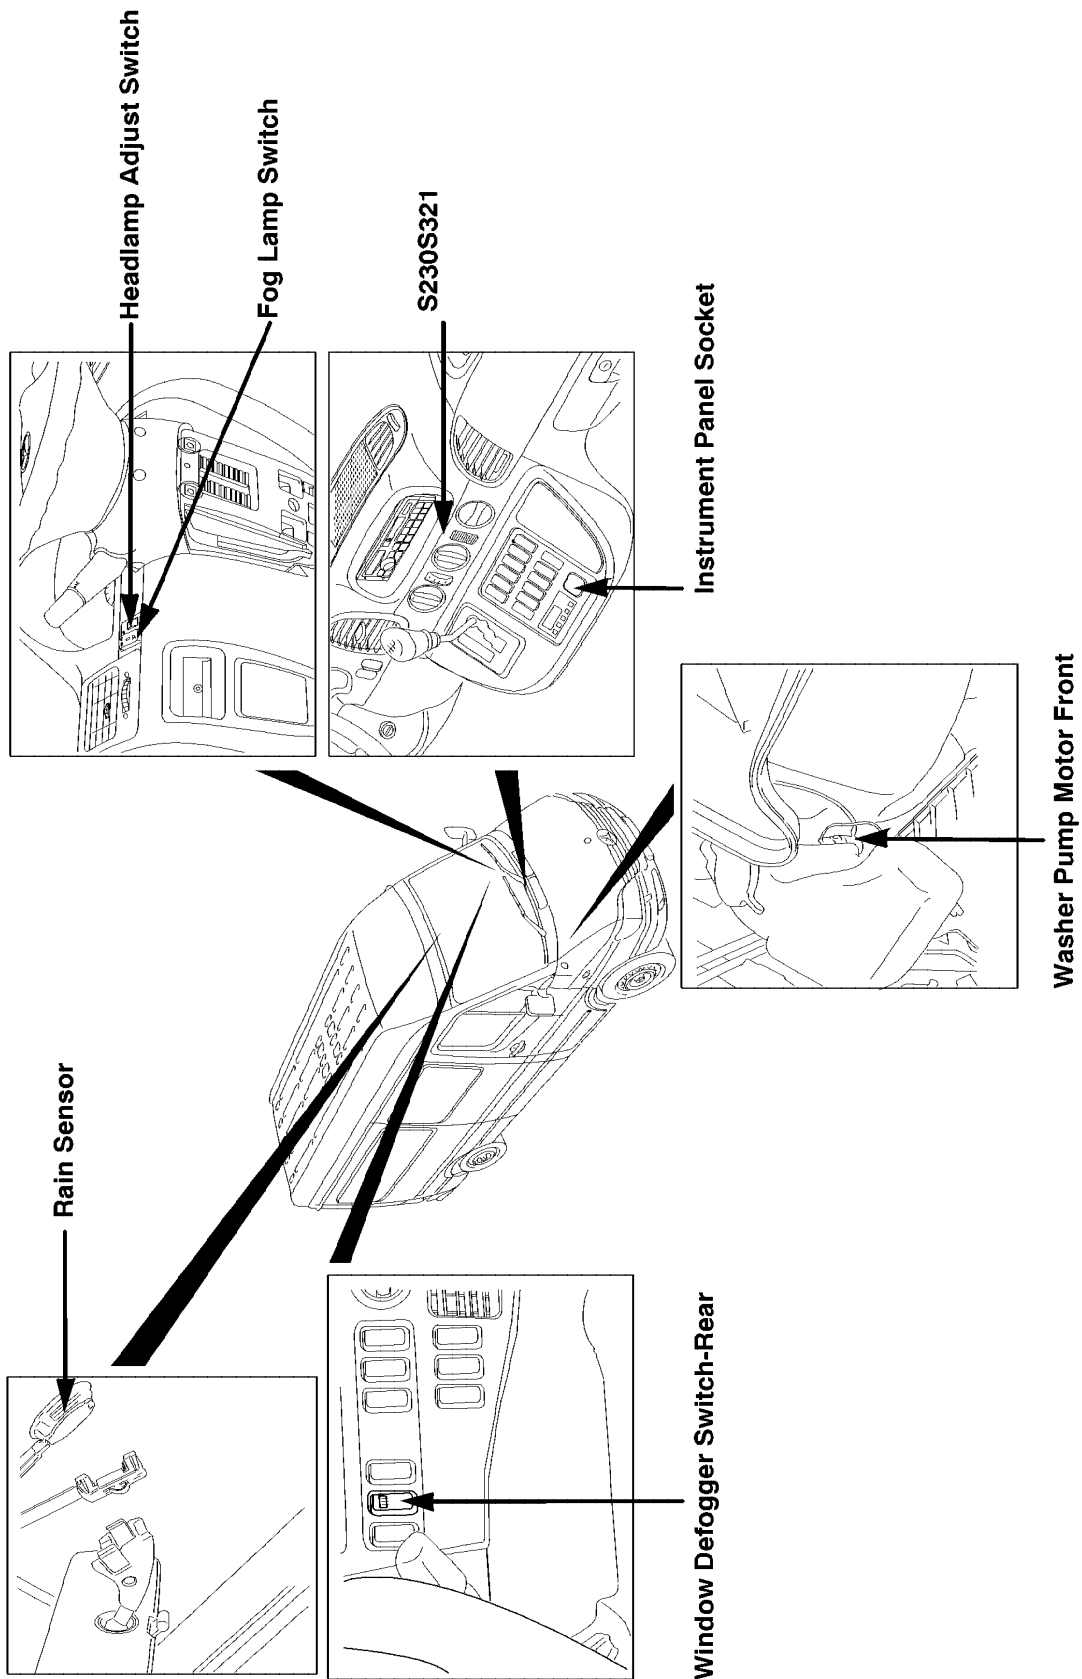 Rain Sensor
Headlamp Adjust Switch
Fog Lamp Switch
S230S321
Window Defogger Switch-Rear
Instrument Panel Socket
Washer Pump Motor Front